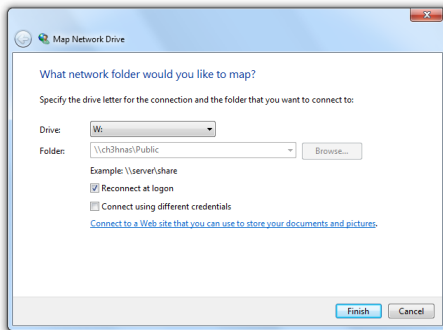 Map Network Drive
What network folder would you like to map?
Specify the drive letter for the connection and the folder that you want to connect to:
Drive: W:
Folder: \\ch3hnas\Public Browse...
Example: \\server\share
Reconnect at logon
Connect using different credentials
Connect to a Web site that you can use to store your documents and pictures.
Finish Cancel